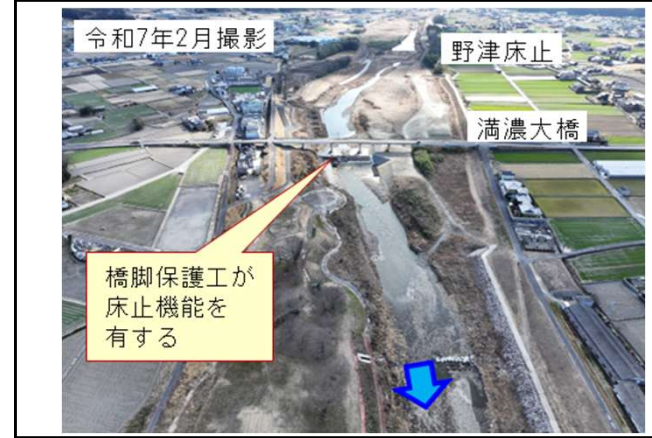 令和7年2月撮影
野津床止
満濃大橋
橋脚保護工が
床止機能を
有する